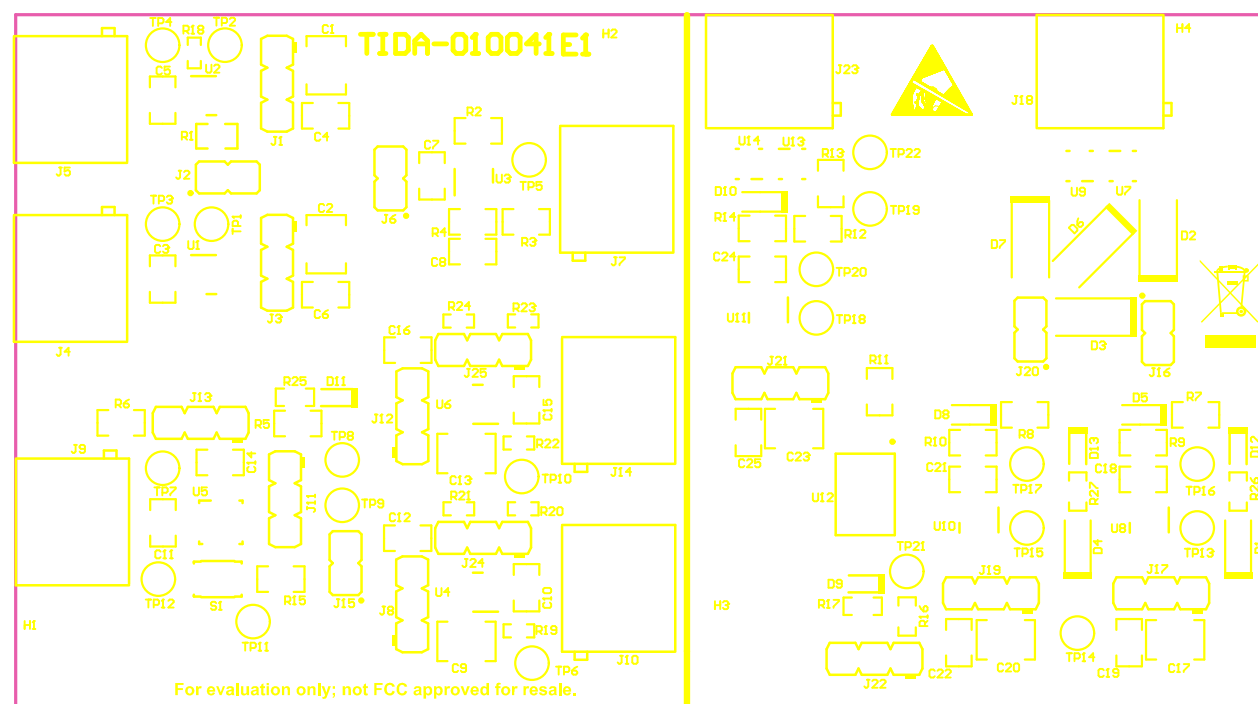 TP4 TP2 C1 TIDA-010041E1 H2 H4
R18
C5 U2 J23 J18
R1 J1 C4 R2
J5 J2 C7 U14 U13 R13 TP22
J6 U3 TP5 D10 U9 U7
TP3 TP1 C2 R14 TP19
C3 U1 R4 R3 R12 D7 D6 D2
C8 J7 C24 TP20
J4 J3 C6 R24 R23 U11 TP18
C16 J25 D3
J21 R11 J20 J16
R25 D11
R6 J13 R5 J12 U6 C15 D8 D5 R7
J9 TP8 R22 R10 R8 D13 R9 D12
C14 C13 J14 C25 C23 C21 C18
TP7 U5 J11 TP9 R21 TP10 U12 TP17 R27 TP16 R26
C12 R20 U10 U8
C11 J24 TP15 D4 TP13
TP12 S1 R15 J15 J8 U4 C10 TP21 J19 J17
D9
H1 TP11 R19 H3 R17 R16
C9 TP6 J10 J22 C22 C20 TP14 C19 C17
For evaluation only; not FCC approved for resale.